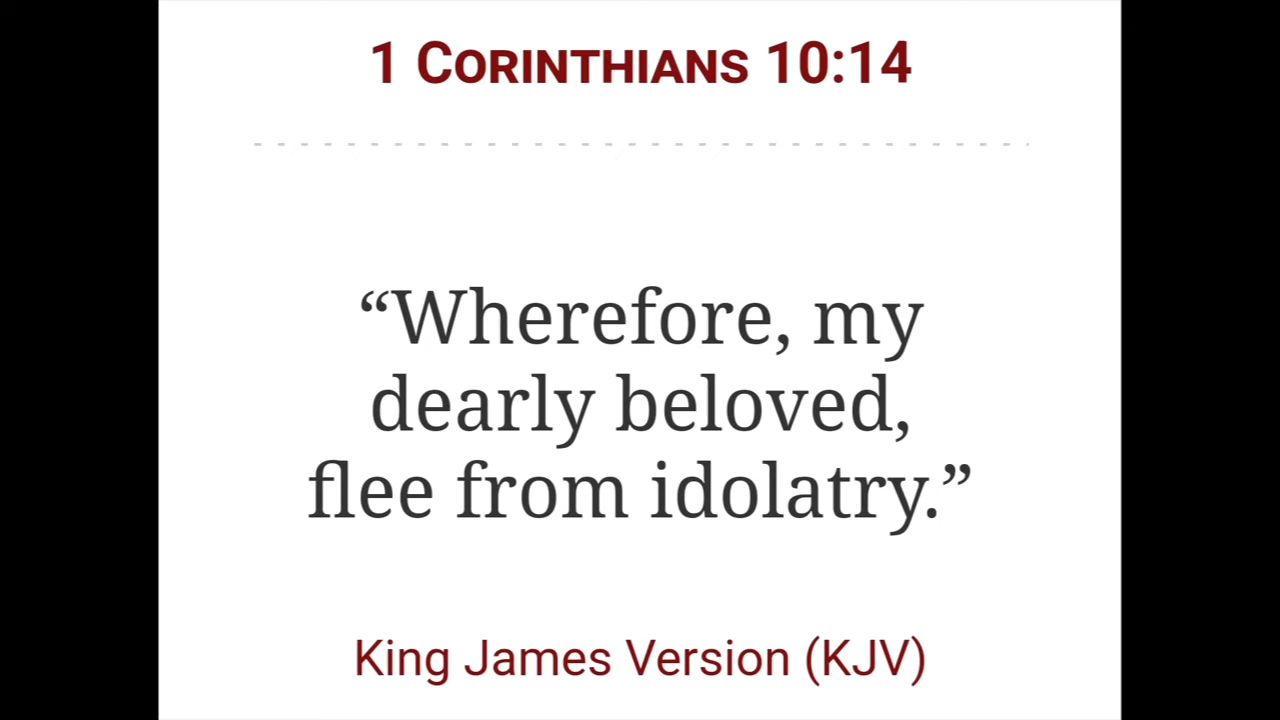 1 Corinthians 10:14
“Wherefore, my
dearly beloved,
flee from idolatry.”
King James Version (KJV)